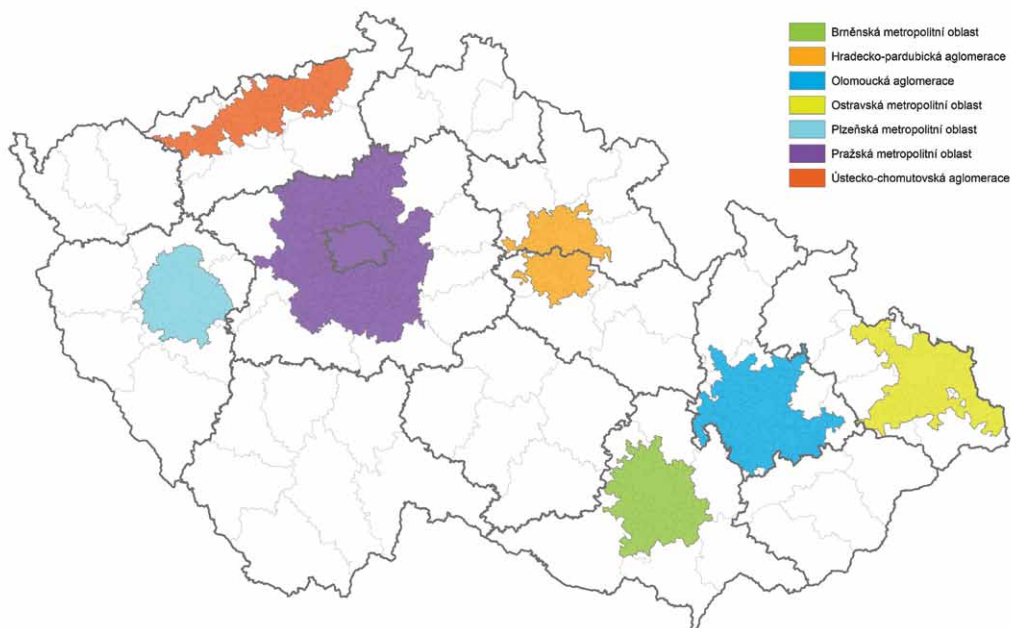 Brněnská metropolitní oblast
Hradecko-pardubická aglomerace
Olomoucká aglomerace
Ostravská metropolitní oblast
Plzeňská metropolitní oblast
Pražská metropolitní oblast
Ústecko-chomutovská aglomerace